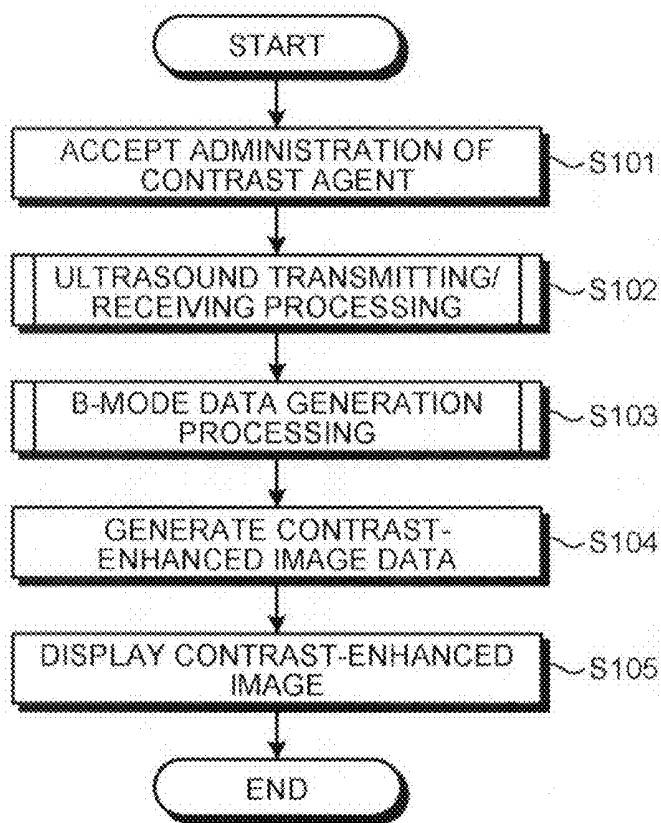 START
ACCEPT ADMINISTRATION OF
CONTRAST AGENT
S101
ULTRASOUND TRANSMITTING/
RECEIVING PROCESSING
S102
B-MODE DATA GENERATION
PROCESSING
S103
GENERATE CONTRAST-
ENHANCED IMAGE DATA
S104
DISPLAY CONTRAST-ENHANCED
IMAGE
S105
END